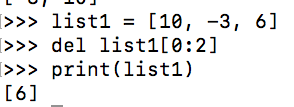 >>> list1 = [10, -3, 6]
>>> del list1[0:2]
>>> print(list1)
[6]